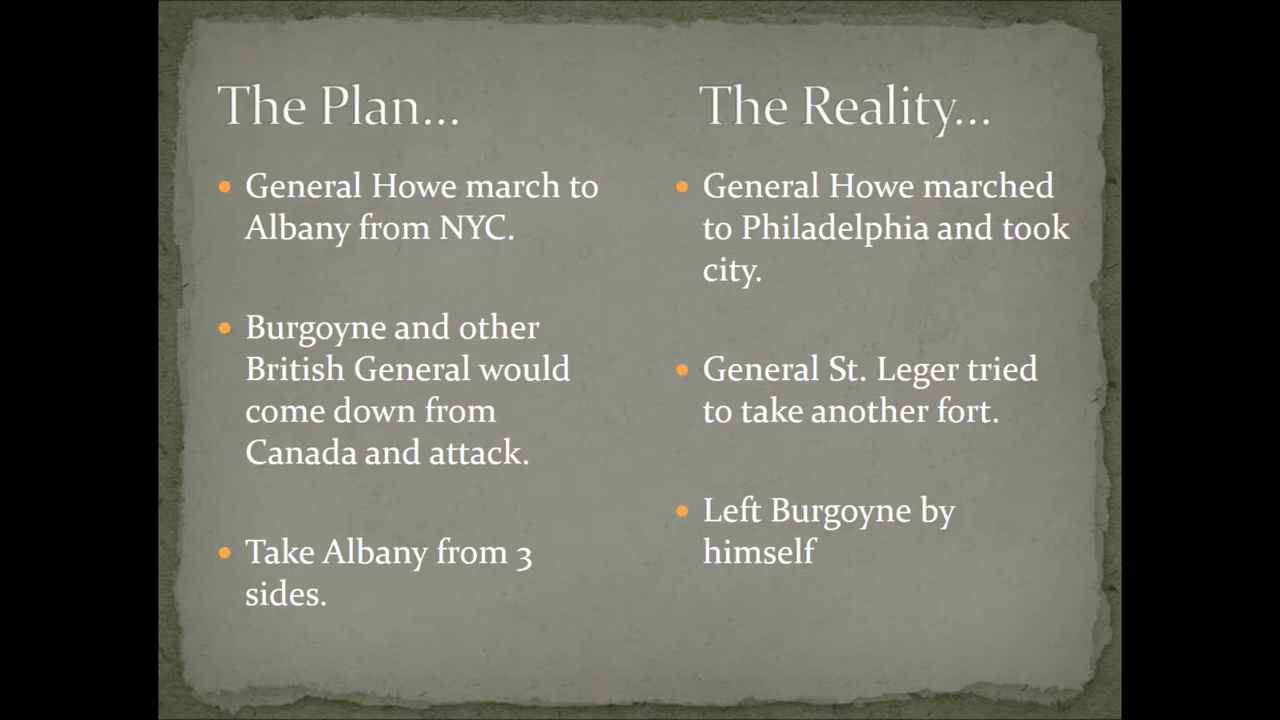 The Plan...
• General Howe march to
Albany from NYC.
• Burgoyne and other
British General would
come down from
Canada and attack.
• Take Albany from 3
sides.
The Reality...
• General Howe marched
to Philadelphia and took
city.
• General St. Leger tried
to take another fort.
• Left Burgoyne by
himself